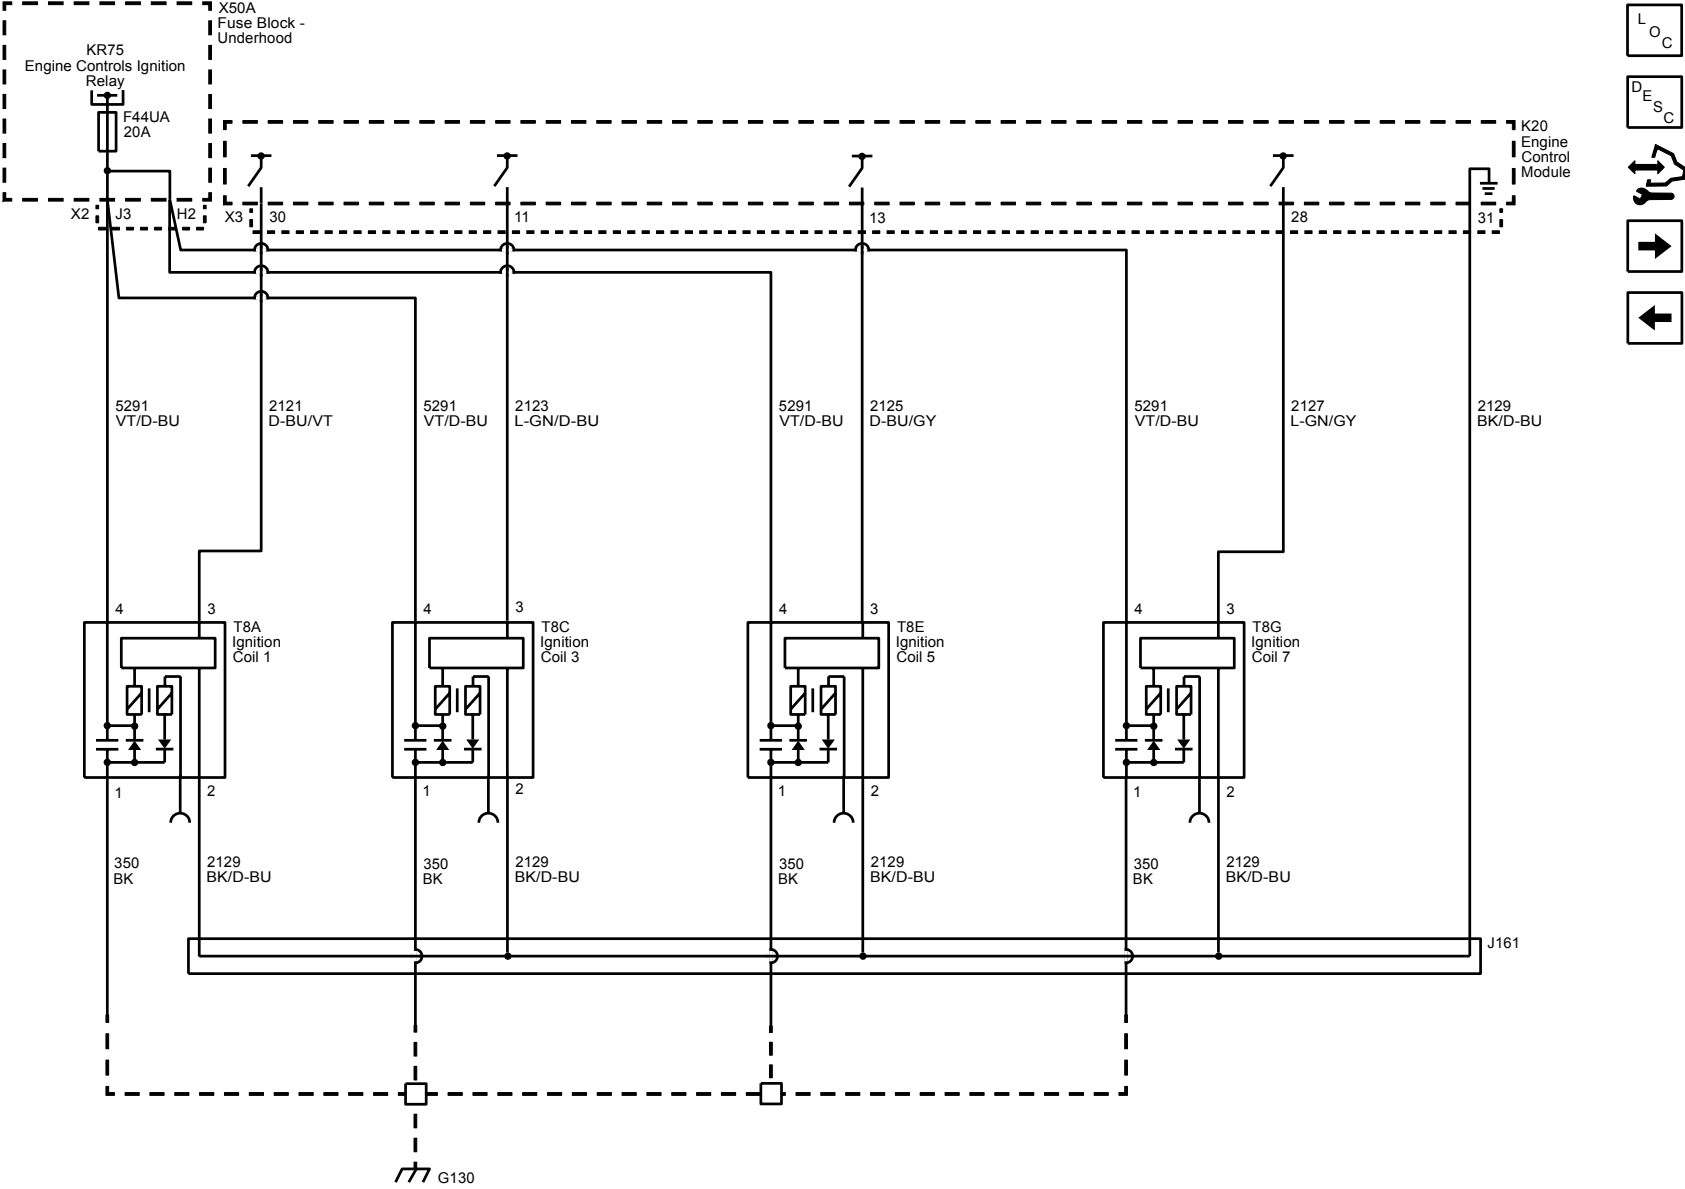 X50A
Fuse Block -
Underhood
KR75
Engine Controls Ignition
Relay
F44UA
20A
X2 J3 H2
K20
Engine
Control
Module
X3 30 11 13 28 31
L
O
C
D
E
S
C
5291
VT/D-BU
2121
D-BU/VT
5291
VT/D-BU
2123
L-GN/D-BU
5291
VT/D-BU
2125
D-BU/GY
5291
VT/D-BU
2127
L-GN/GY
2129
BK/D-BU
4 3 4 3 4 3 4 3
T8A
Ignition
Coil 1
T8C
Ignition
Coil 3
T8E
Ignition
Coil 5
T8G
Ignition
Coil 7
1 2 1 2 1 2 1 2
350
BK
2129
BK/D-BU
350
BK
2129
BK/D-BU
350
BK
2129
BK/D-BU
350
BK
2129
BK/D-BU
J161
G130